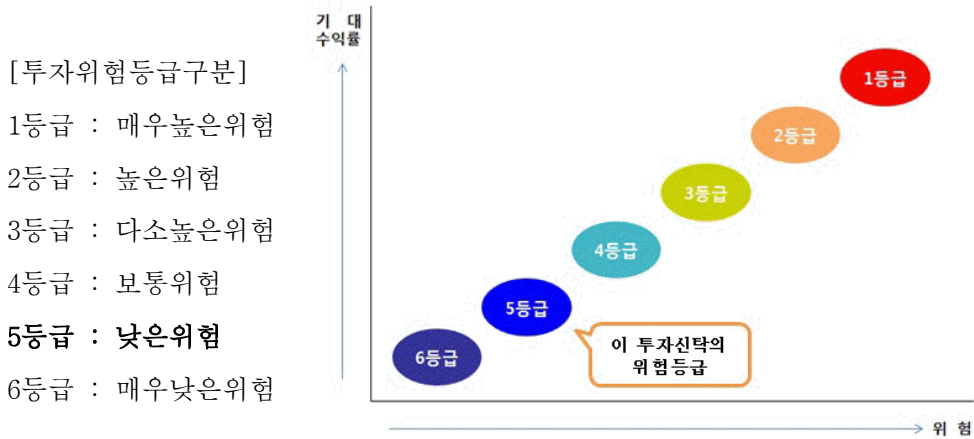 [투자위험등급구분]
1등급 : 매우높은위험
2등급 : 높은위험
3등급 : 다소높은위험
4등급 : 보통위험
5등급 : 낮은위험
6등급 : 매우낮은위험
기 대
수익률
1등급
2등급
3등급
4등급
5등급
6등급
이 투자신탁의
위험등급
위 험